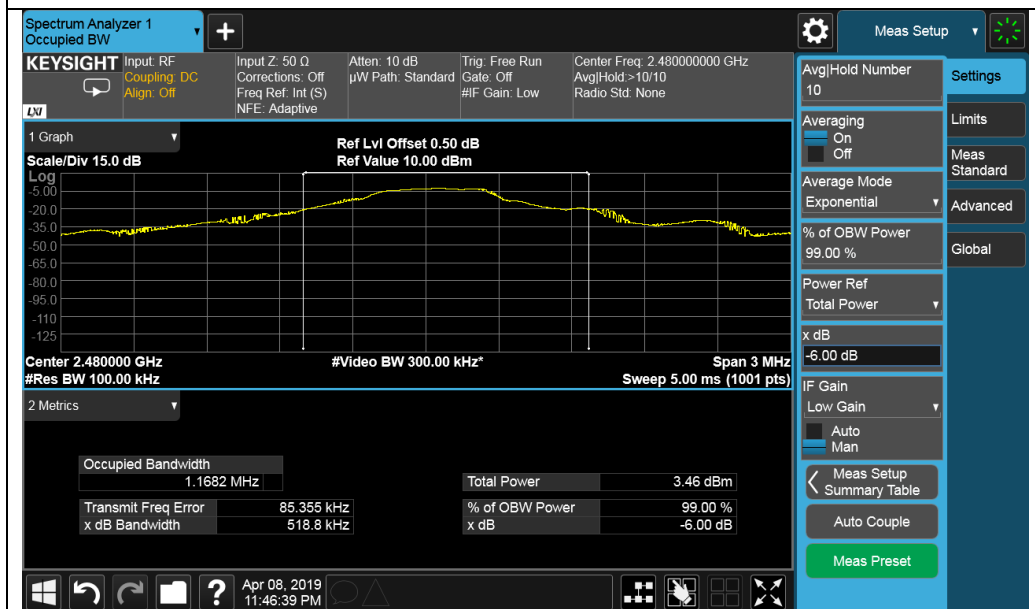 Spectrum Analyzer 1
Occupied BW
+
Meas Setup
KEYSIGHT
Input: RF
Coupling: DC
Align: Off
Input Z: 50 Ω
Corrections: Off
Freq Ref: Int (S)
NFE: Adaptive
Atten: 10 dB
µW Path: Standard
Trig: Free Run
Gate: Off
#IF Gain: Low
Center Freq: 2.480000000 GHz
Avg|Hold:>10/10
Radio Std: None
LXI
1 Graph
Scale/Div 15.0 dB
Ref Lvl Offset 0.50 dB
Ref Value 10.00 dBm
Log
-5.00
-20.0
-35.0
-50.0
-65.0
-80.0
-95.0
-110
-125
Center 2.480000 GHz
#Video BW 300.00 kHz*
Span 3 MHz
#Res BW 100.00 kHz
Sweep 5.00 ms (1001 pts)
2 Metrics
Occupied Bandwidth
1.1682 MHz
Total Power 3.46 dBm
Transmit Freq Error 85.355 kHz
% of OBW Power 99.00 %
x dB Bandwidth 518.8 kHz
x dB -6.00 dB
Avg|Hold Number
10
Averaging
On
Off
Average Mode
Exponential
% of OBW Power
99.00 %
Power Ref
Total Power
x dB
-6.00 dB
IF Gain
Low Gain
Auto
Man
Meas Setup
Summary Table
Auto Couple
Meas Preset
Settings
Limits
Meas
Standard
Advanced
Global
?
Apr 08, 2019
11:46:39 PM